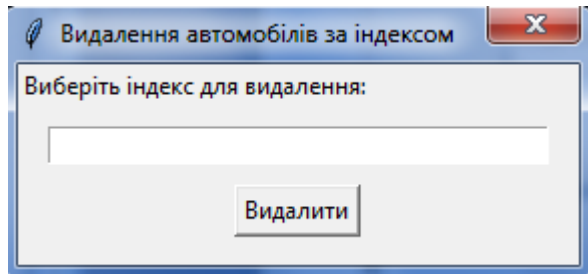 Видалення автомобілів за індексом
Виберіть індекс для видалення:
Видалити